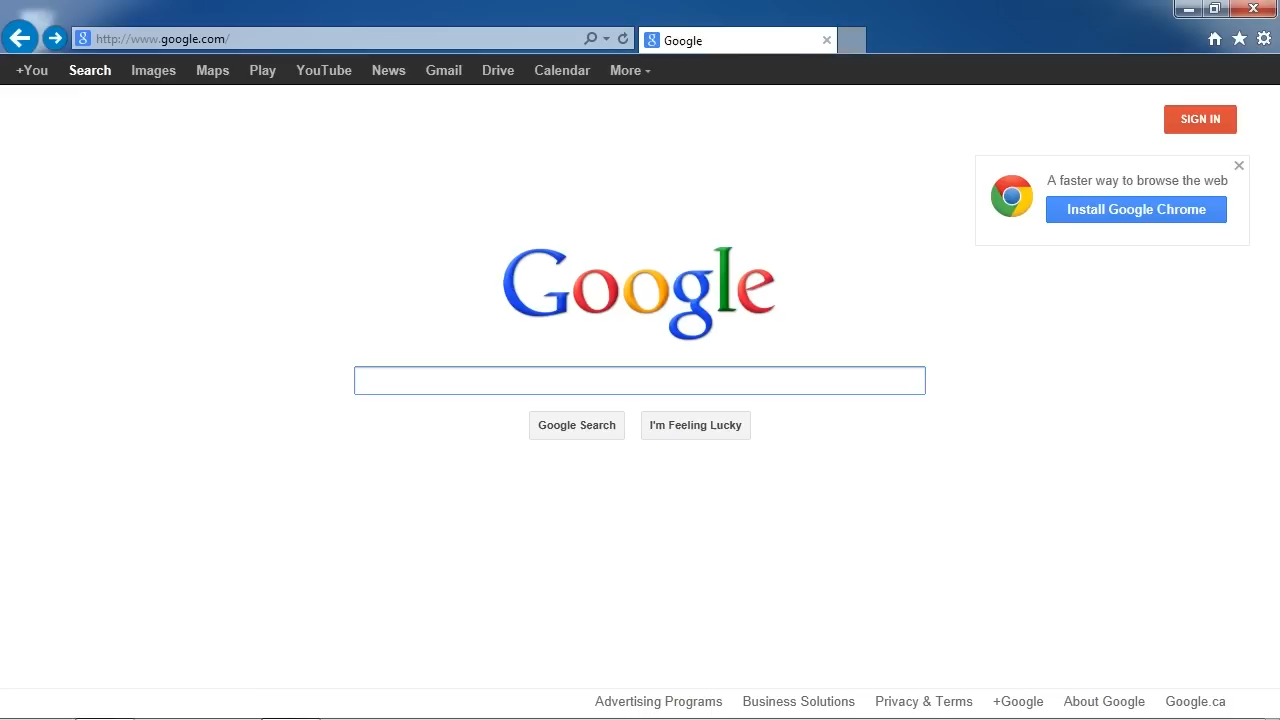 http://www.google.com/
Google
+You Search Images Maps Play YouTube News Gmail Drive Calendar More
SIGN IN
A faster way to browse the web
Install Google Chrome
Google
Google Search I'm Feeling Lucky
Advertising Programs Business Solutions Privacy & Terms +Google About Google Google.ca